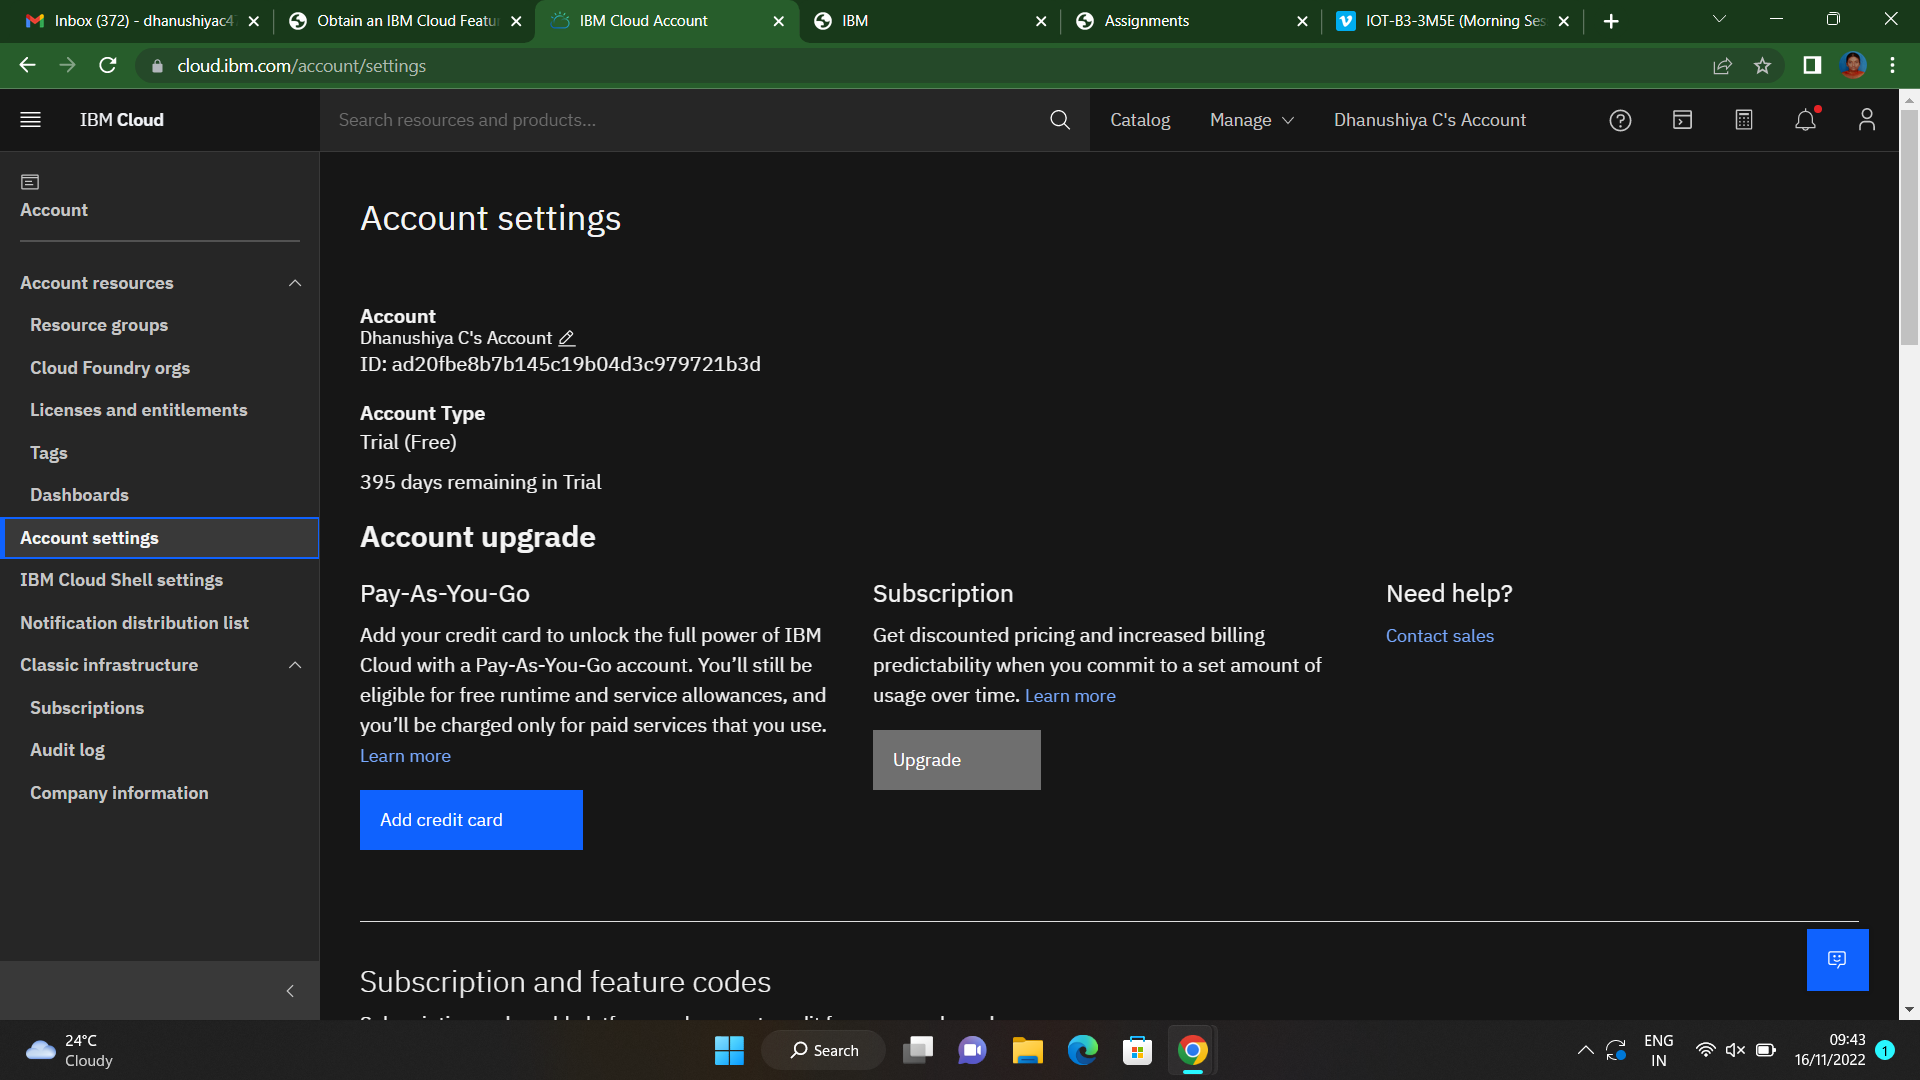 Inbox (372) - dhanushiyac4
Obtain an IBM Cloud Featu
IBM Cloud Account
IBM
Assignments
IOT-B3-3M5E (Morning Ses
cloud.ibm.com/account/settings
IBM Cloud
Search resources and products...
Catalog
Manage
Dhanushiya C's Account
Account
Account resources
Resource groups
Cloud Foundry orgs
Licenses and entitlements
Tags
Dashboards
Account settings
IBM Cloud Shell settings
Notification distribution list
Classic infrastructure
Subscriptions
Audit log
Company information
Account settings
Account
Dhanushiya C's Account
ID: ad20fbe8b7b145c19b04d3c979721b3d
Account Type
Trial (Free)
395 days remaining in Trial
Account upgrade
Pay-As-You-Go
Add your credit card to unlock the full power of IBM
Cloud with a Pay-As-You-Go account. You’ll still be
eligible for free runtime and service allowances, and
you’ll be charged only for paid services that you use.
Learn more
Add credit card
Subscription
Get discounted pricing and increased billing
predictability when you commit to a set amount of
usage over time. Learn more
Upgrade
Need help?
Contact sales
Subscription and feature codes
24°C
Cloudy
Search
ENG
IN
09:43
16/11/2022
1